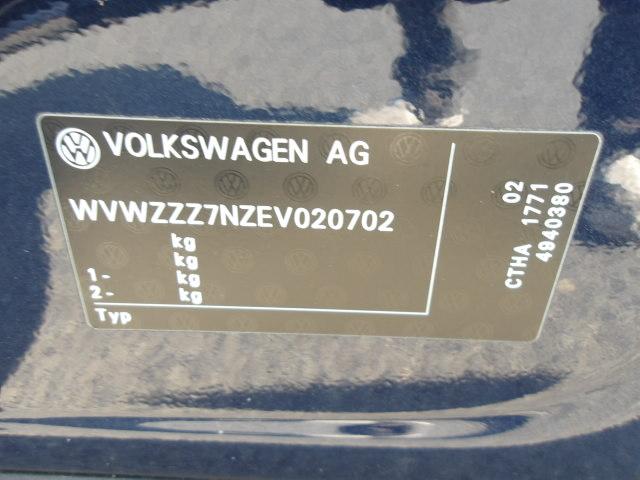 VOLKSWAGEN AG
WVWZZZ7NZEV020702
kg
kg
1- kg
2- kg
Typ
02
CTHA 1771
4940380